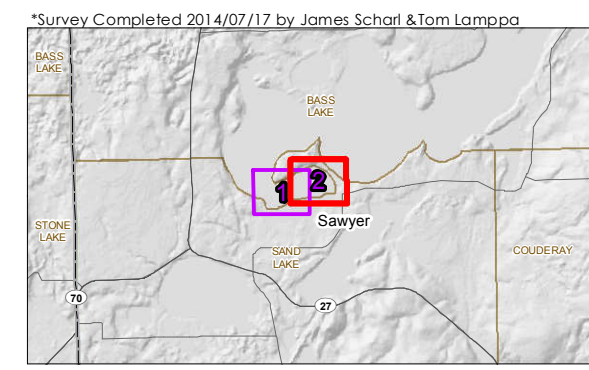 *Survey Completed 2014/07/17 by James Scharl &Tom Lamppa
BASS
LAKE
BASS
LAKE
1
2
Sawyer
STONE
LAKE
SAND
LAKE
COUDERAY
70
27